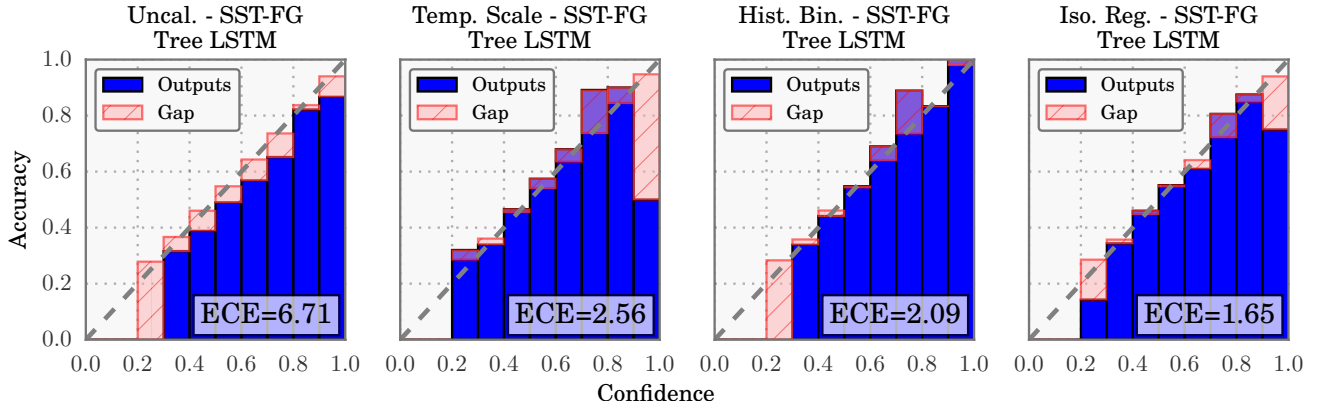 Uncal. - SST-FG
Tree LSTM
Temp. Scale - SST-FG
Tree LSTM
Hist. Bin. - SST-FG
Tree LSTM
Iso. Reg. - SST-FG
Tree LSTM
Accuracy
1.0
0.8
0.6
0.4
0.2
0.0
Outputs
Gap
ECE=6.71
0.0 0.2 0.4 0.6 0.8 1.0
Outputs
Gap
ECE=2.56
0.0 0.2 0.4 0.6 0.8 1.0
Outputs
Gap
ECE=2.09
0.0 0.2 0.4 0.6 0.8 1.0
Outputs
Gap
ECE=1.65
0.0 0.2 0.4 0.6 0.8 1.0
Confidence